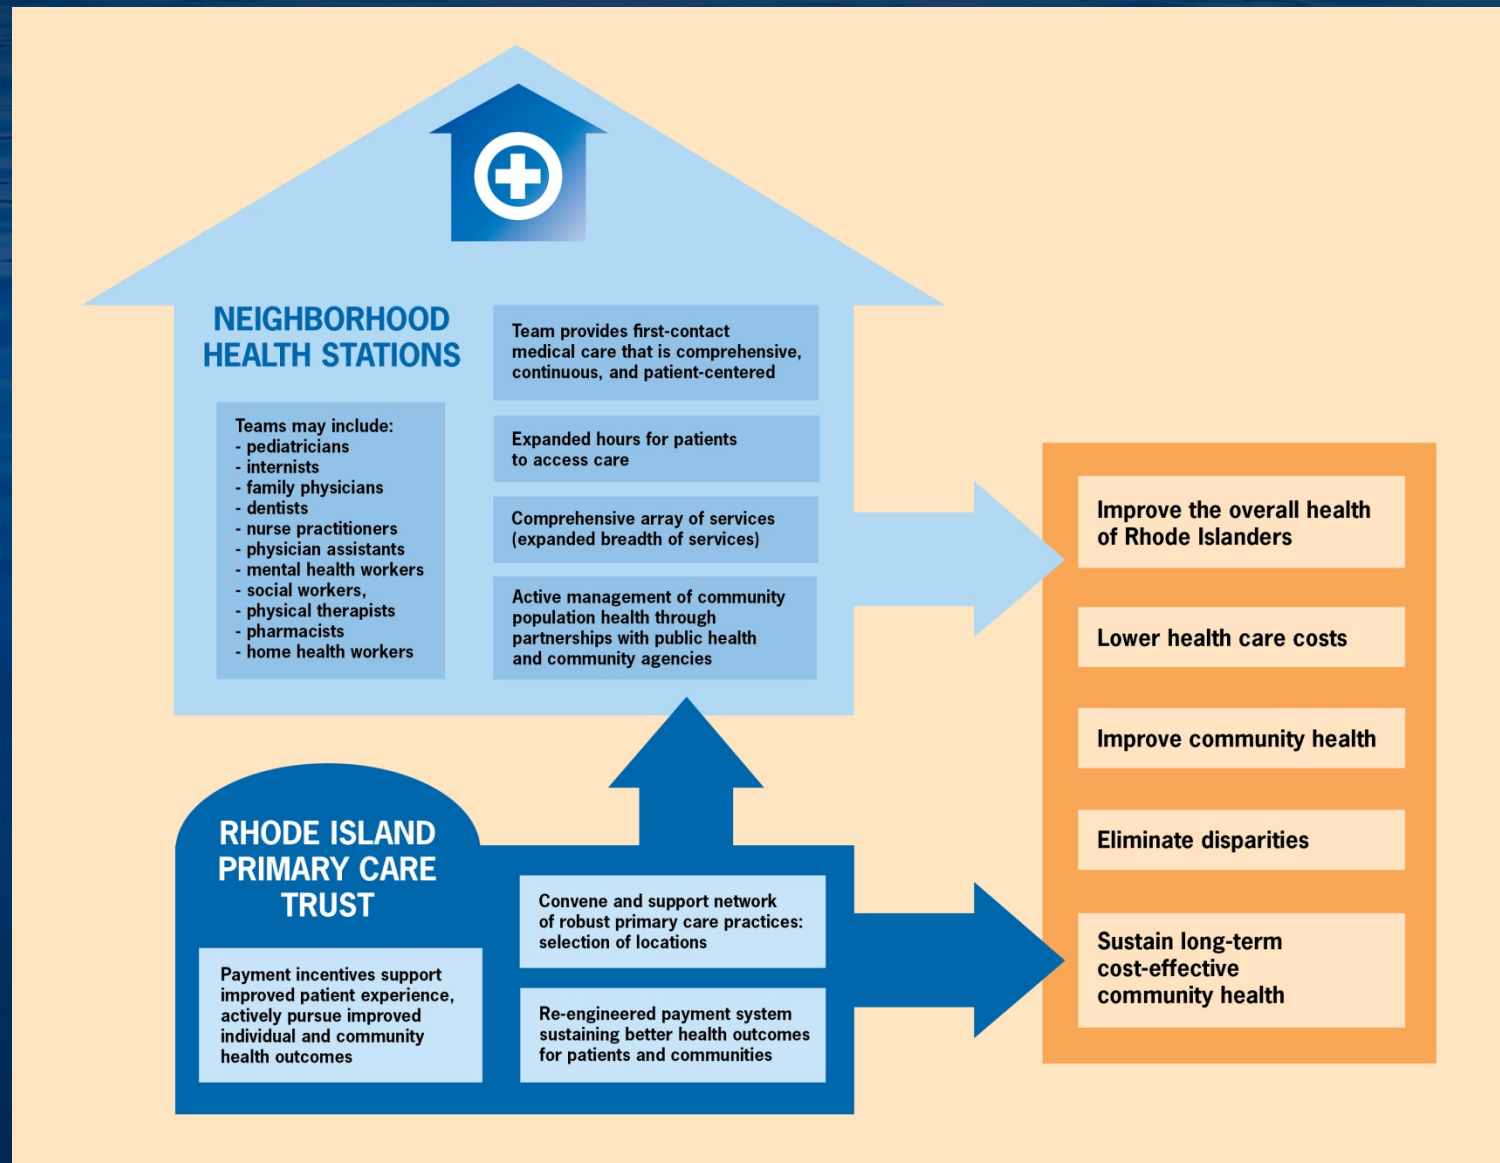 NEIGHBORHOOD
HEALTH STATIONS
Teams may include:
- pediatricians
- internists
- family physicians
- dentists
- nurse practitioners
- physician assistants
- mental health workers
- social workers,
- physical therapists
- pharmacists
- home health workers
Team provides first-contact
medical care that is comprehensive,
continuous, and patient-centered
Expanded hours for patients
to access care
Comprehensive array of services
(expanded breadth of services)
Active management of community
population health through
partnerships with public health
and community agencies
RHODE ISLAND
PRIMARY CARE
TRUST
Payment incentives support
improved patient experience,
actively pursue improved
individual and community
health outcomes
Convene and support network
of robust primary care practices:
selection of locations
Re-engineered payment system
sustaining better health outcomes
for patients and communities
Improve the overall health
of Rhode Islanders
Lower health care costs
Improve community health
Eliminate disparities
Sustain long-term
cost-effective
community health